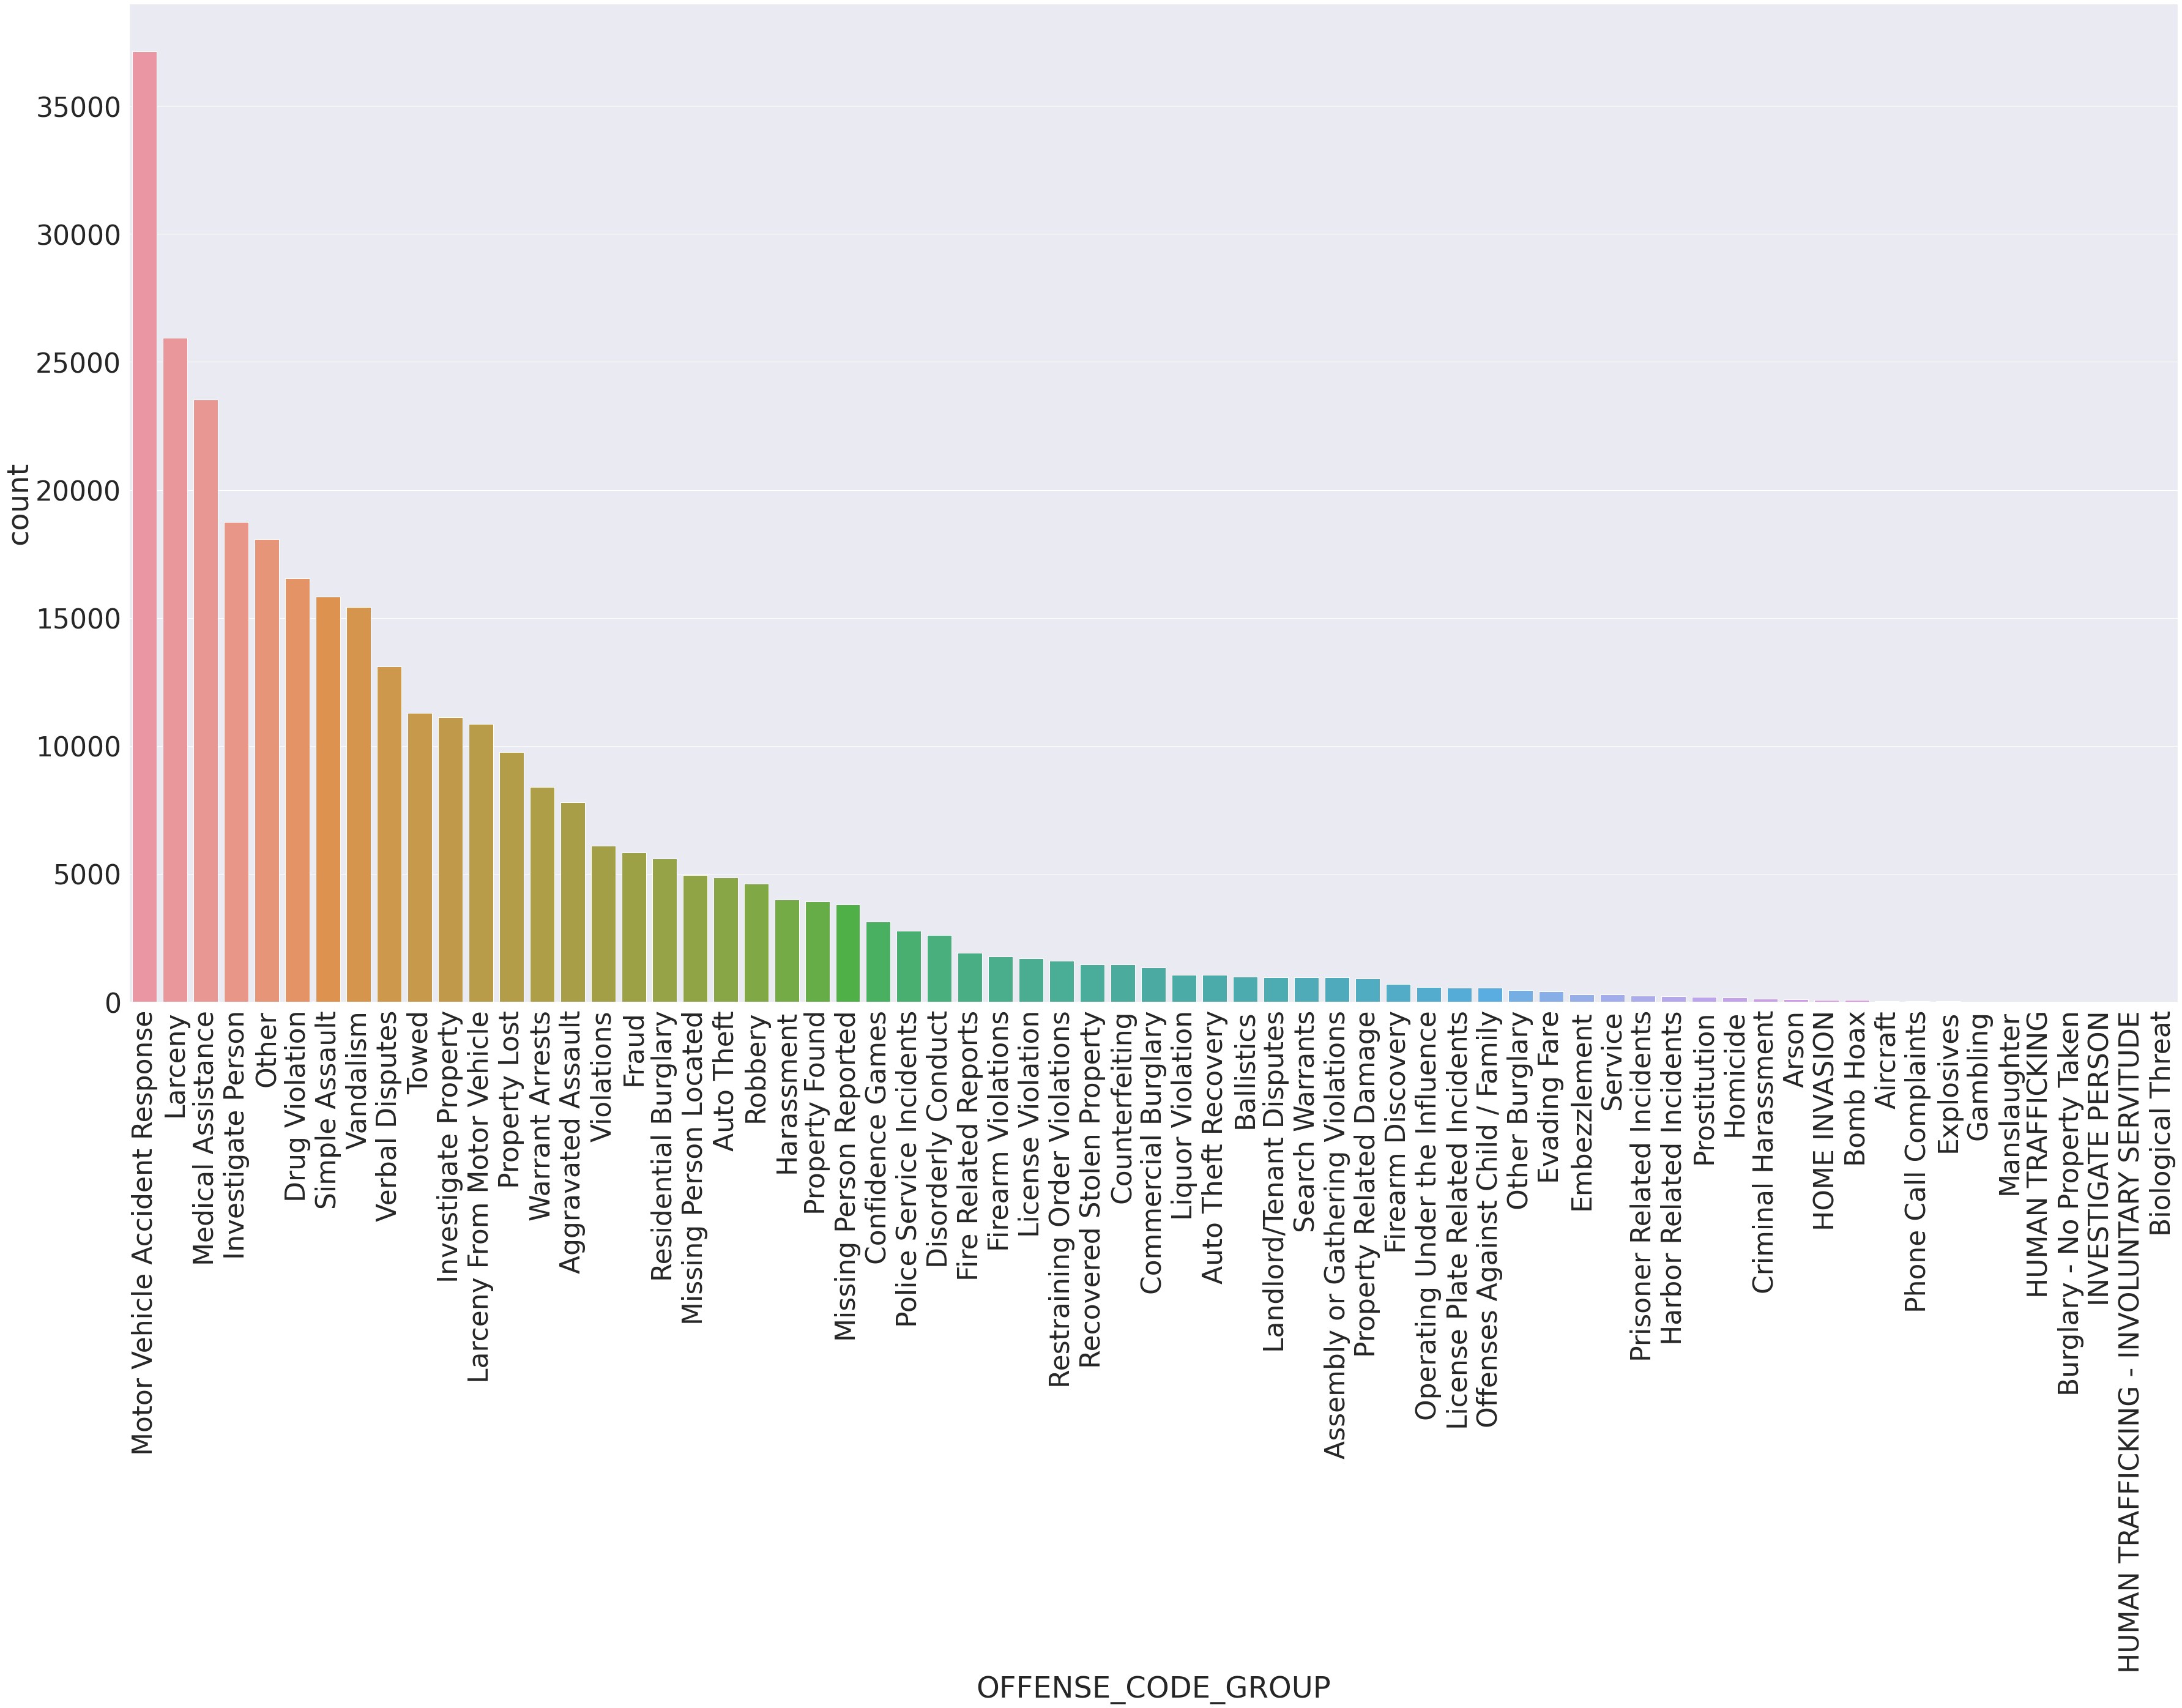 35000
30000
25000
20000
15000
10000
5000
0
count
Motor Vehicle Accident Response
Larceny
Medical Assistance
Investigate Person
Other
Drug Violation
Simple Assault
Vandalism
Verbal Disputes
Towed
Investigate Property
Larceny From Motor Vehicle
Property Lost
Warrant Arrests
Aggravated Assault
Violations
Fraud
Residential Burglary
Missing Person Located
Auto Theft
Robbery
Harassment
Property Found
Missing Person Reported
Confidence Games
Police Service Incidents
Disorderly Conduct
Fire Related Reports
Firearm Violations
License Violation
Restraining Order Violations
Recovered Stolen Property
Counterfeiting
Commercial Burglary
Liquor Violation
Auto Theft Recovery
Ballistics
Landlord/Tenant Disputes
Search Warrants
Assembly or Gathering Violations
Property Related Damage
Firearm Discovery
Operating Under the Influence
License Plate Related Incidents
Offenses Against Child / Family
Other Burglary
Evading Fare
Embezzlement
Service
Prisoner Related Incidents
Harbor Related Incidents
Prostitution
Homicide
Criminal Harassment
Arson
HOME INVASION
Bomb Hoax
Aircraft
Phone Call Complaints
Explosives
Gambling
Manslaughter
HUMAN TRAFFICKING
Burglary - No Property Taken
INVESTIGATE PERSON
HUMAN TRAFFICKING - INVOLUNTARY SERVITUDE
Biological Threat
OFFENSE_CODE_GROUP